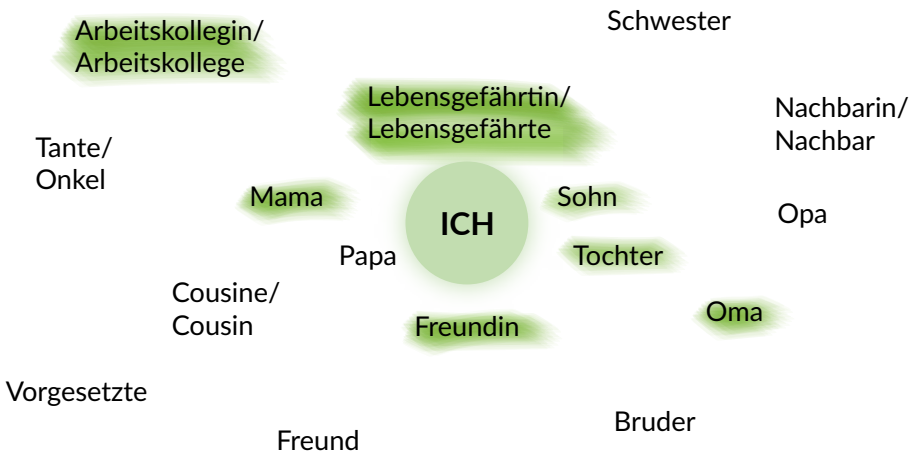 Schwester
Arbeitskollegin/
Arbeitskollege
Lebensgefährtin/
Lebensgefährte
Nachbarin/
Nachbar
Tante/
Onkel
Mama
Sohn
ICH
Opa
Papa
Tochter
Cousine/
Cousin
Oma
Freundin
Vorgesetzte
Bruder
Freund